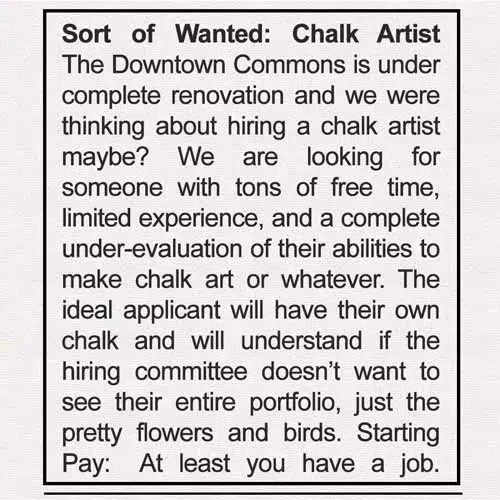 Sort of Wanted: Chalk Artist
The Downtown Commons is under
complete renovation and we were
thinking about hiring a chalk artist
maybe? We are looking for
someone with tons of free time,
limited experience, and a complete
under-evaluation of their abilities to
make chalk art or whatever. The
ideal applicant will have their own
chalk and will understand if the
hiring committee doesn’t want to
see their entire portfolio, just the
pretty flowers and birds. Starting
Pay: At least you have a job.